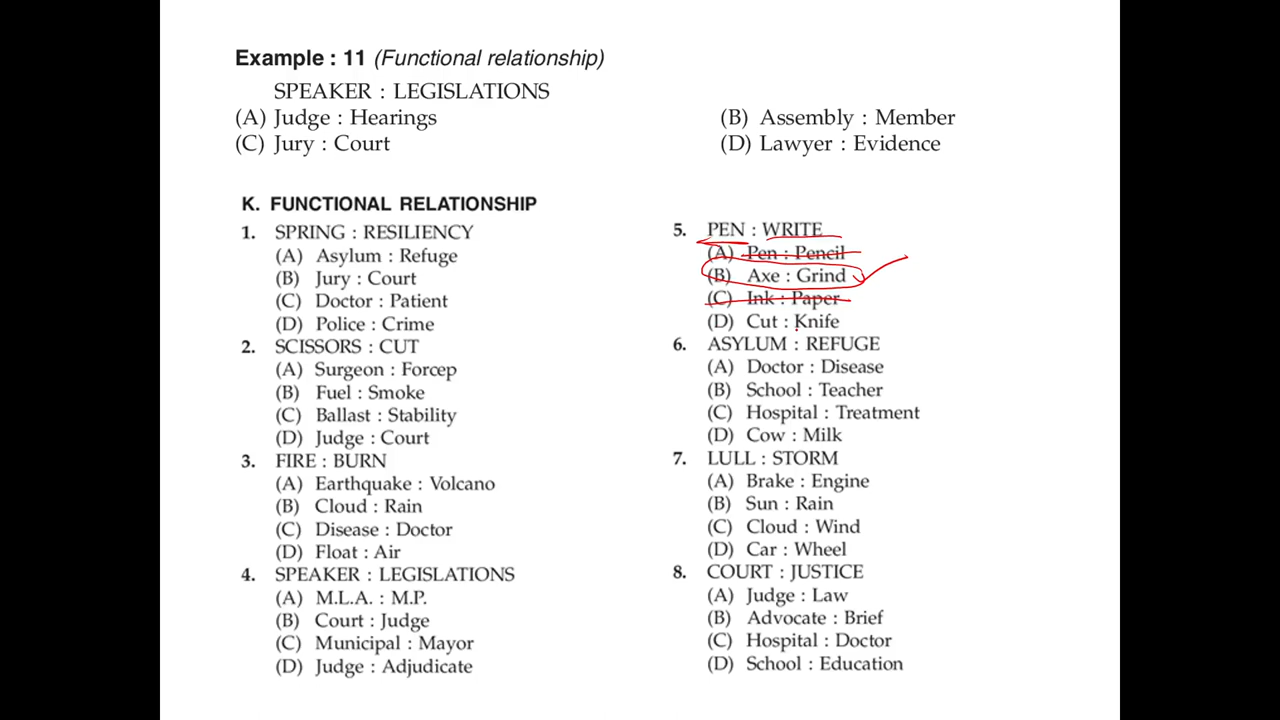 Example : 11 (Functional relationship)
SPEAKER : LEGISLATIONS
(A) Judge : Hearings
(B) Assembly : Member
(C) Jury : Court
(D) Lawyer : Evidence
K. FUNCTIONAL RELATIONSHIP
1. SPRING : RESILIENCY
(A) Asylum : Refuge
(B) Jury : Court
(C) Doctor : Patient
(D) Police : Crime
2. SCISSORS : CUT
(A) Surgeon : Forcep
(B) Fuel : Smoke
(C) Ballast : Stability
(D) Judge : Court
3. FIRE : BURN
(A) Earthquake : Volcano
(B) Cloud : Rain
(C) Disease : Doctor
(D) Float : Air
4. SPEAKER : LEGISLATIONS
(A) M.L.A. : M.P.
(B) Court : Judge
(C) Municipal : Mayor
(D) Judge : Adjudicate
5. PEN : WRITE
(A) Pen : Pencil
(B) Axe : Grind
(C) Ink : Paper
(D) Cut : Knife
6. ASYLUM : REFUGE
(A) Doctor : Disease
(B) School : Teacher
(C) Hospital : Treatment
(D) Cow : Milk
7. LULL : STORM
(A) Brake : Engine
(B) Sun : Rain
(C) Cloud : Wind
(D) Car : Wheel
8. COURT : JUSTICE
(A) Judge : Law
(B) Advocate : Brief
(C) Hospital : Doctor
(D) School : Education